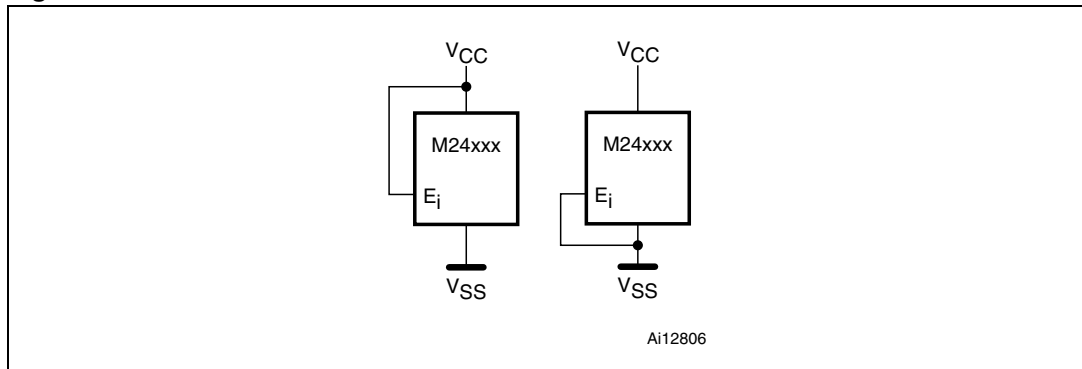 VCC VCC
M24xxx M24xxx
Ei Ei
VSS VSS
Ai12806